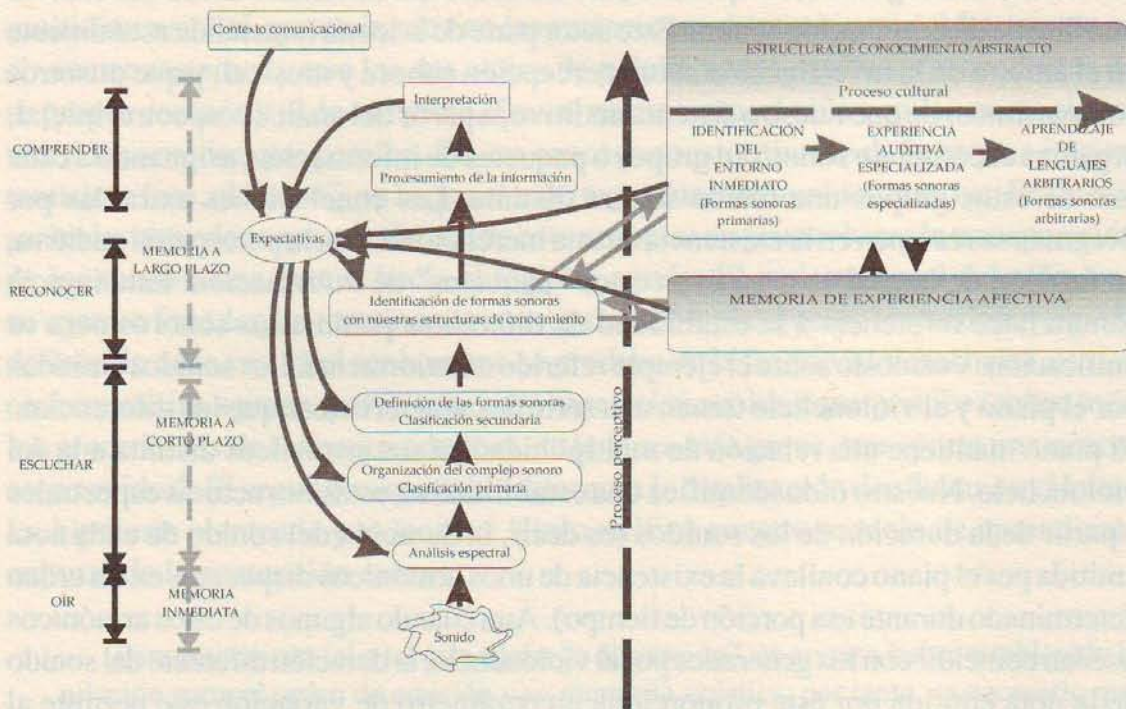 Contexto comunicacional
Interpretación
Procesamiento de la información
Expectativas
Identificación de formas sonoras
con nuestras estructuras de conocimiento
Definición de las formas sonoras
Clasificación secundaria
Organización del complejo sonoro
Clasificación primaria
Análisis espectral
Sonido
COMPRENDER
RECONOCER
ESCUCHAR
OÍR
MEMORIA A
LARGO PLAZO
MEMORIA A
CORTO PLAZO
MEMORIA
INMEDIATA
Proceso perceptivo
ESTRUCTURA DE CONOCIMIENTO ABSTRACTO
Proceso cultural
IDENTIFICACIÓN
DEL
ENTORNO
INMEDIATO
(Formas sonoras
primarias)
EXPERIENCIA
AUDITIVA
ESPECIALIZADA
(Formas sonoras
especializadas)
APRENDIZAJE
DE
LENGUAJES
ARBITRARIOS
(Formas sonoras
arbitrarias)
MEMORIA DE EXPERIENCIA AFECTIVA